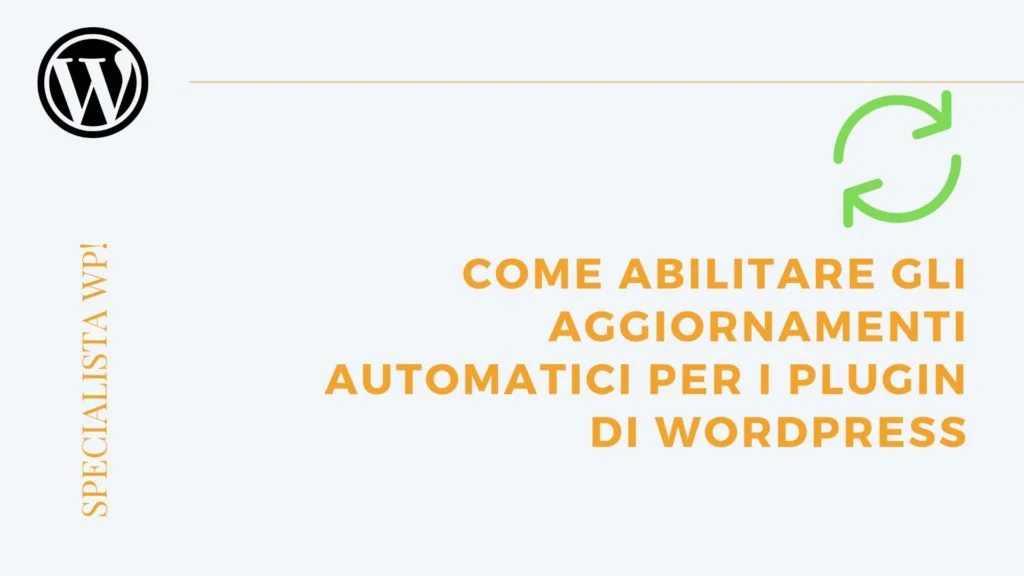 SPECIALISTA WP!
COME ABILITARE GLI
AGGIORNAMENTI
AUTOMATICI PER I PLUGIN
DI WORDPRESS